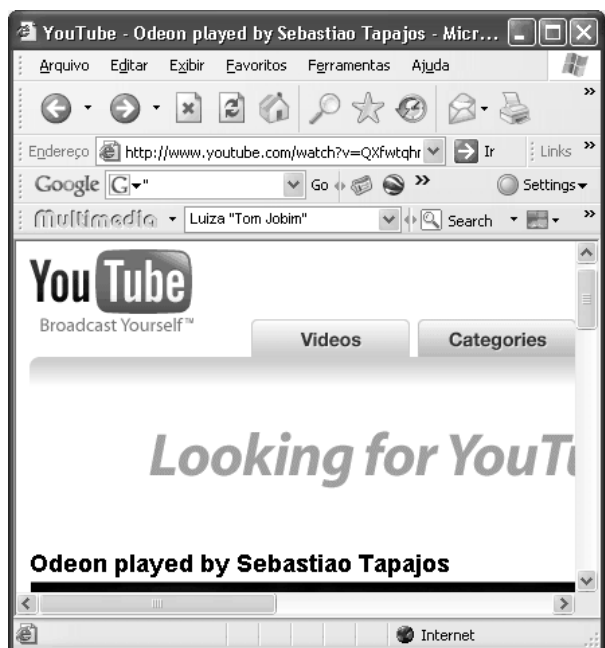 YouTube - Odeon played by Sebastiao Tapajos - Micr...
Arquivo Editar Exibir Favoritos Ferramentas Ajuda
Endereço http://www.youtube.com/watch?v=QXfwtqhr Ir Links
Google G " Go Settings
Multimedia Luiza "Tom Jobim" Search
YouTube
Broadcast Yourself™
Videos Categories
Looking for YouTu
Odeon played by Sebastiao Tapajos
Internet